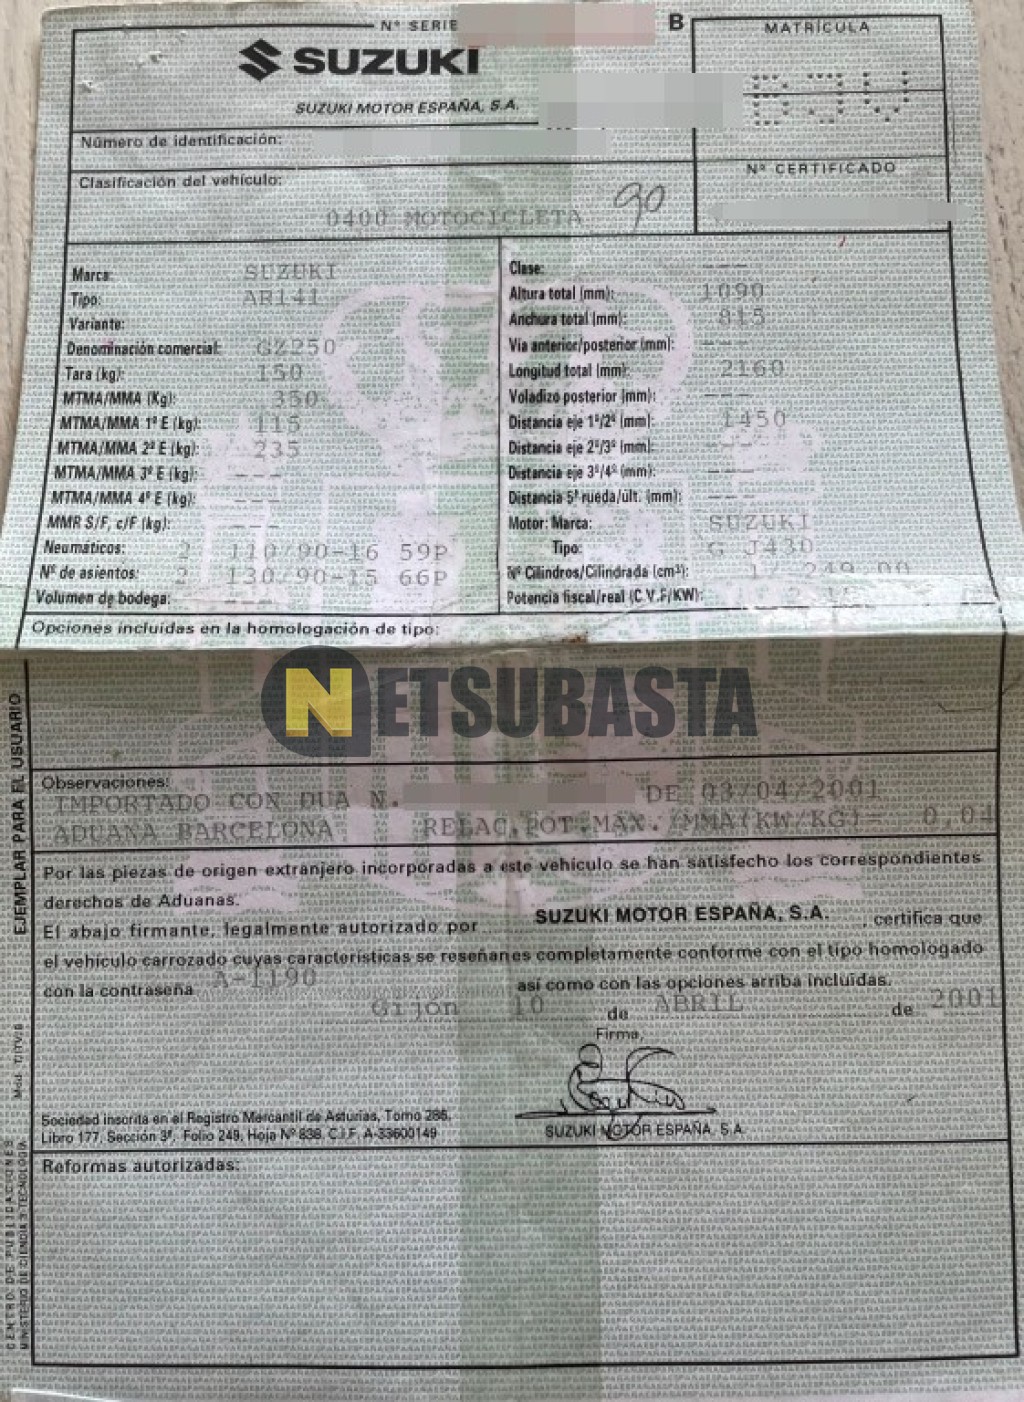 Nº SERIE B
SUZUKI
SUZUKI MOTOR ESPAÑA, S.A.
MATRÍCULA
Número de identificación:
Nº CERTIFICADO
Clasificación del vehículo:
0400 MOTOCICLETA 90
Marca: SUZUKI
Tipo: AR141
Variante:
Denominación comercial: GZ250
Tara (kg): 150
MTMA/MMA (Kg): 350
MTMA/MMA 1º E (kg): 115
MTMA/MMA 2º E (kg): 235
MTMA/MMA 3º E (kg): ---
MTMA/MMA 4º E (kg): ---
MMR S/F, c/F (kg): ---
Neumáticos: 2 110/90-16 59P
Nº de asientos: 2 130/90-15 66P
Volumen de bodega: ---
Clase: ---
Altura total (mm): 1090
Anchura total (mm): 815
Vía anterior/posterior (mm): ---
Longitud total (mm): 2160
Voladizo posterior (mm): ---
Distancia eje 1º/2º (mm): 1450
Distancia eje 2º/3º (mm): ---
Distancia eje 3º/4º (mm): ---
Distancia 5ª rueda/últ. (mm): ---
Motor: Marca: SUZUKI
Tipo: G J430
Nº Cilindros/Cilindrada (cm³): 1/ 249,00
Potencia fiscal/real (C.V.F/KW):
Opciones incluidas en la homologación de tipo:
NETSUBASTA
EJEMPLAR PARA EL USUARIO
Observaciones:
IMPORTADO CON DUA N. DE 03/04/2001
ADUANA BARCELONA RELAC.POT.MAX./MMA(KW/KG)= 0,04
Por las piezas de origen extranjero incorporadas a este vehículo se han satisfecho los correspondientes
derechos de Aduanas.
El abajo firmante, legalmente autorizado por SUZUKI MOTOR ESPAÑA, S.A. , certifica que
el vehículo carrozado cuyas características se reseñanes completamente conforme con el tipo homologado
con la contraseña A-1190 así como con las opciones arriba incluidas.
Gijón 10 de ABRIL de 2001
Firma,
SUZUKI MOTOR ESPAÑA, S.A.
Sociedad inscrita en el Registro Mercantil de Asturias, Tomo 286,
Libro 177, Sección 3ª, Folio 249, Hoja Nº 838, C.I.F. A-33600149
Reformas autorizadas:
CENTRO DE PUBLICACIONES
MINISTERIO DE CIENCIA Y TECNOLOGIA